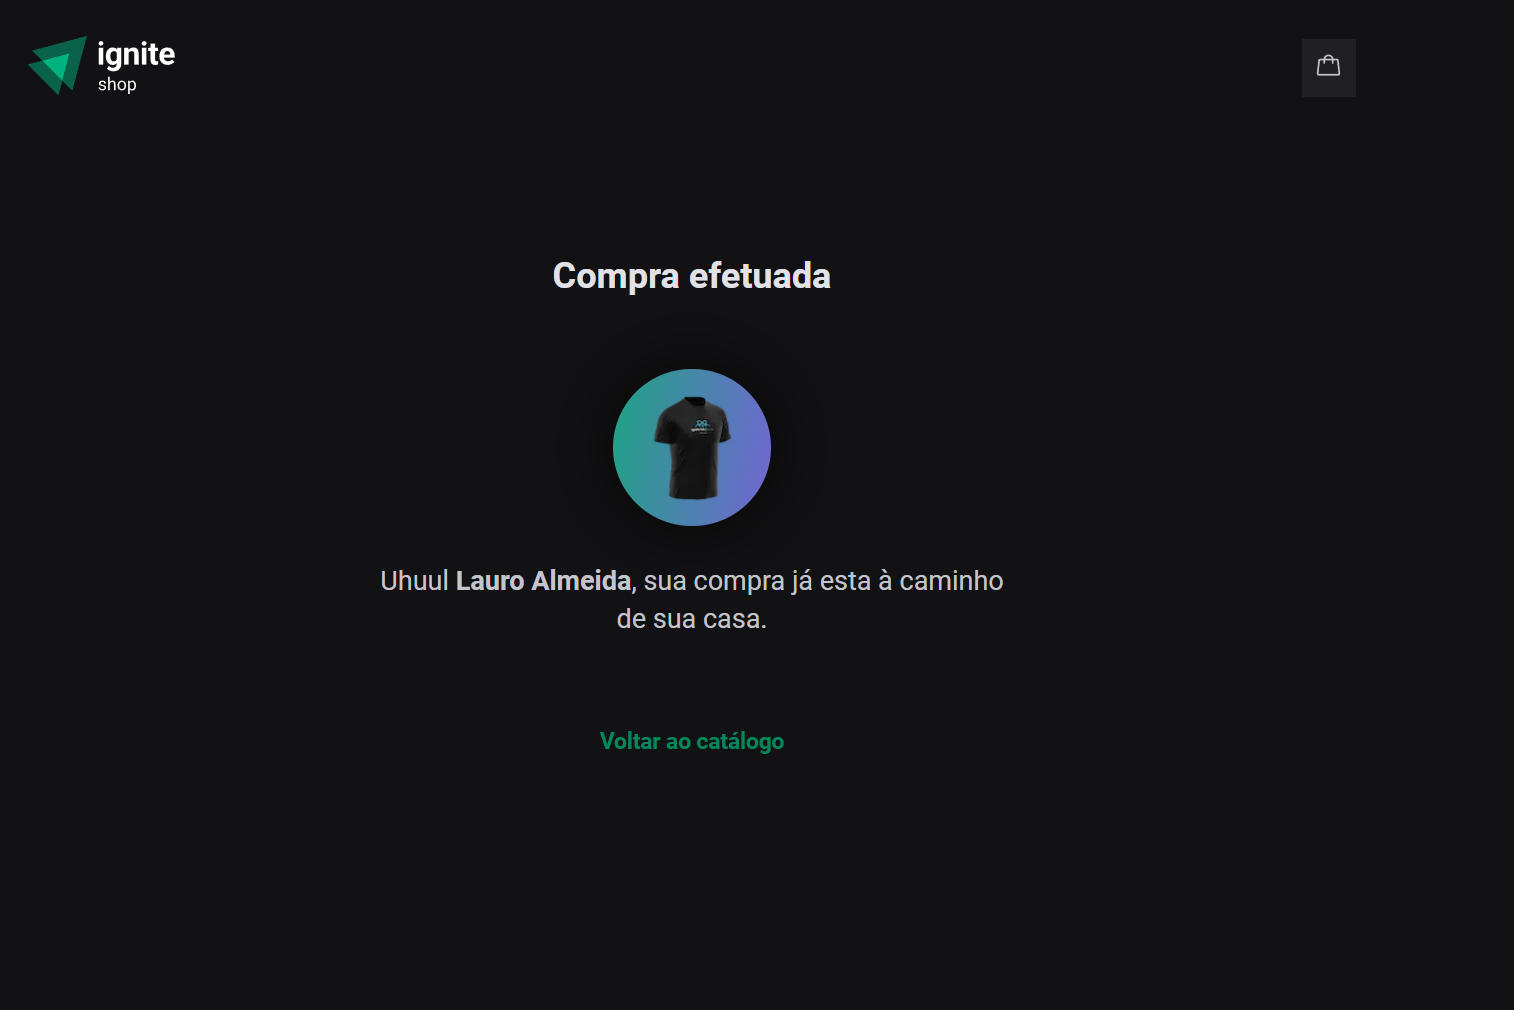 ignite
shop
Compra efetuada
Uhuul Lauro Almeida, sua compra já esta à caminho
de sua casa.
Voltar ao catálogo